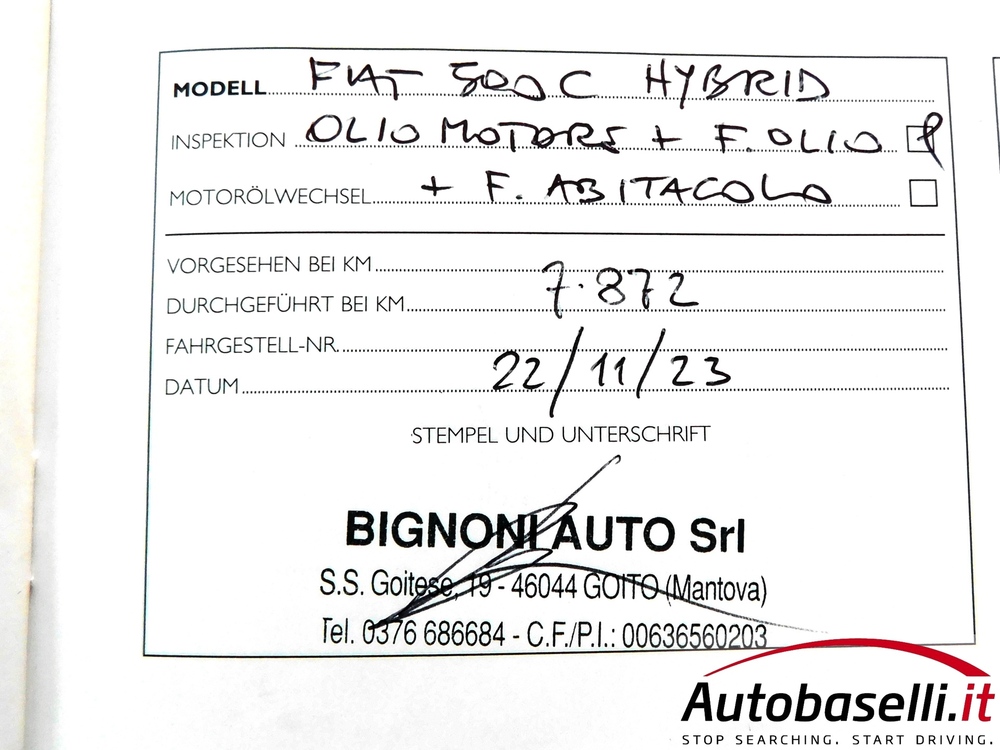 MODELL FIAT 500C HYBRID
INSPEKTION OLIO MOTORE + F. OLIO
MOTORÖLWECHSEL + F. ABITACOLO
VORGESEHEN BEI KM
DURCHGEFÜHRT BEI KM 7.872
FAHRGESTELL-NR.
DATUM 22/11/23
STEMPEL UND UNTERSCHRIFT
BIGNONI AUTO Srl
S.S. Goitese, 19 - 46044 GOITO (Mantova)
Tel. 0376 686684 - C.F./P.I.: 00636560203
Autobaselli.it
STOP SEARCHING. START DRIVING.